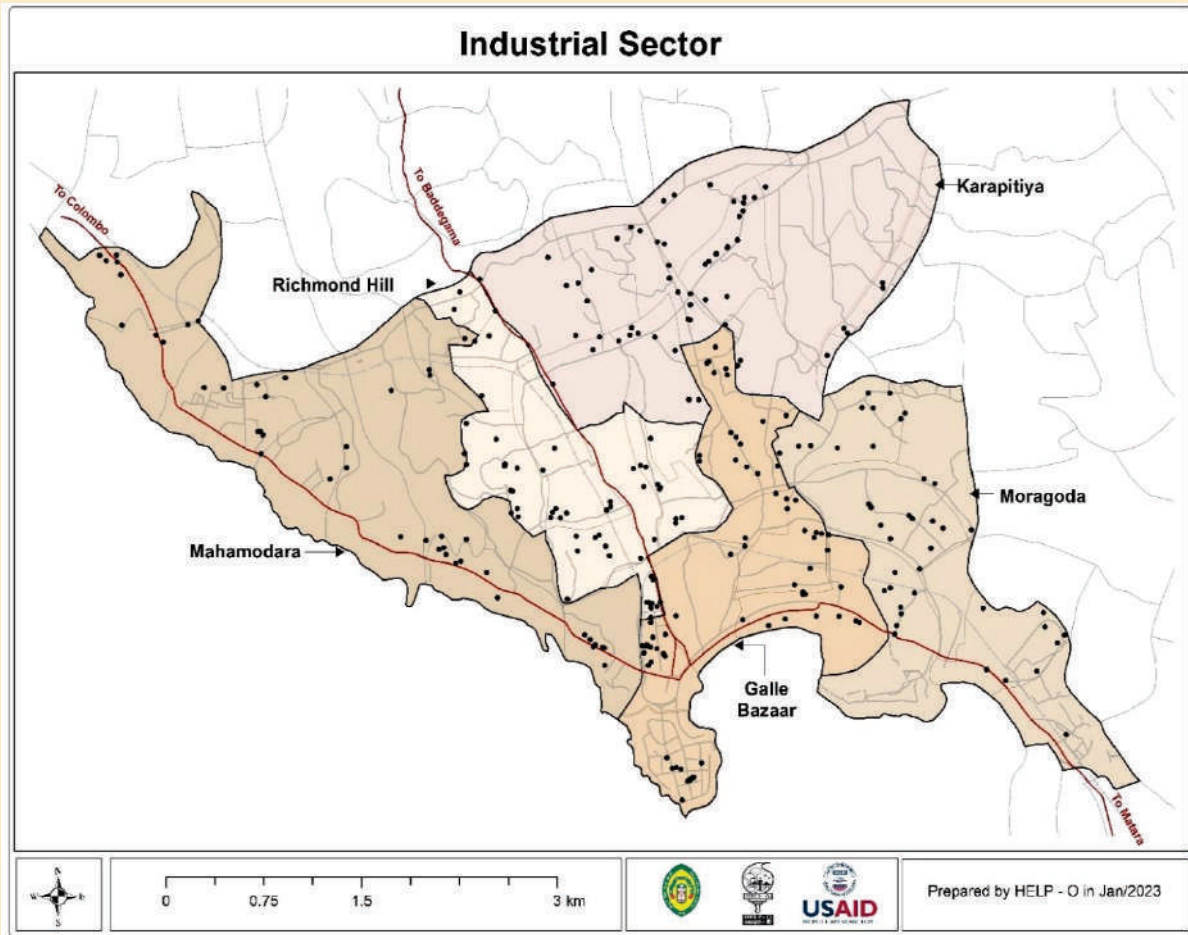 Industrial Sector
To Colombo
To Baddegama
Karapitiya
Richmond Hill
Moragoda
Mahamodara
Galle
Bazaar
To Matara
N
W
E
S
0
0.75
1.5
3 km
USAID
Prepared by HELP - O in Jan/2023